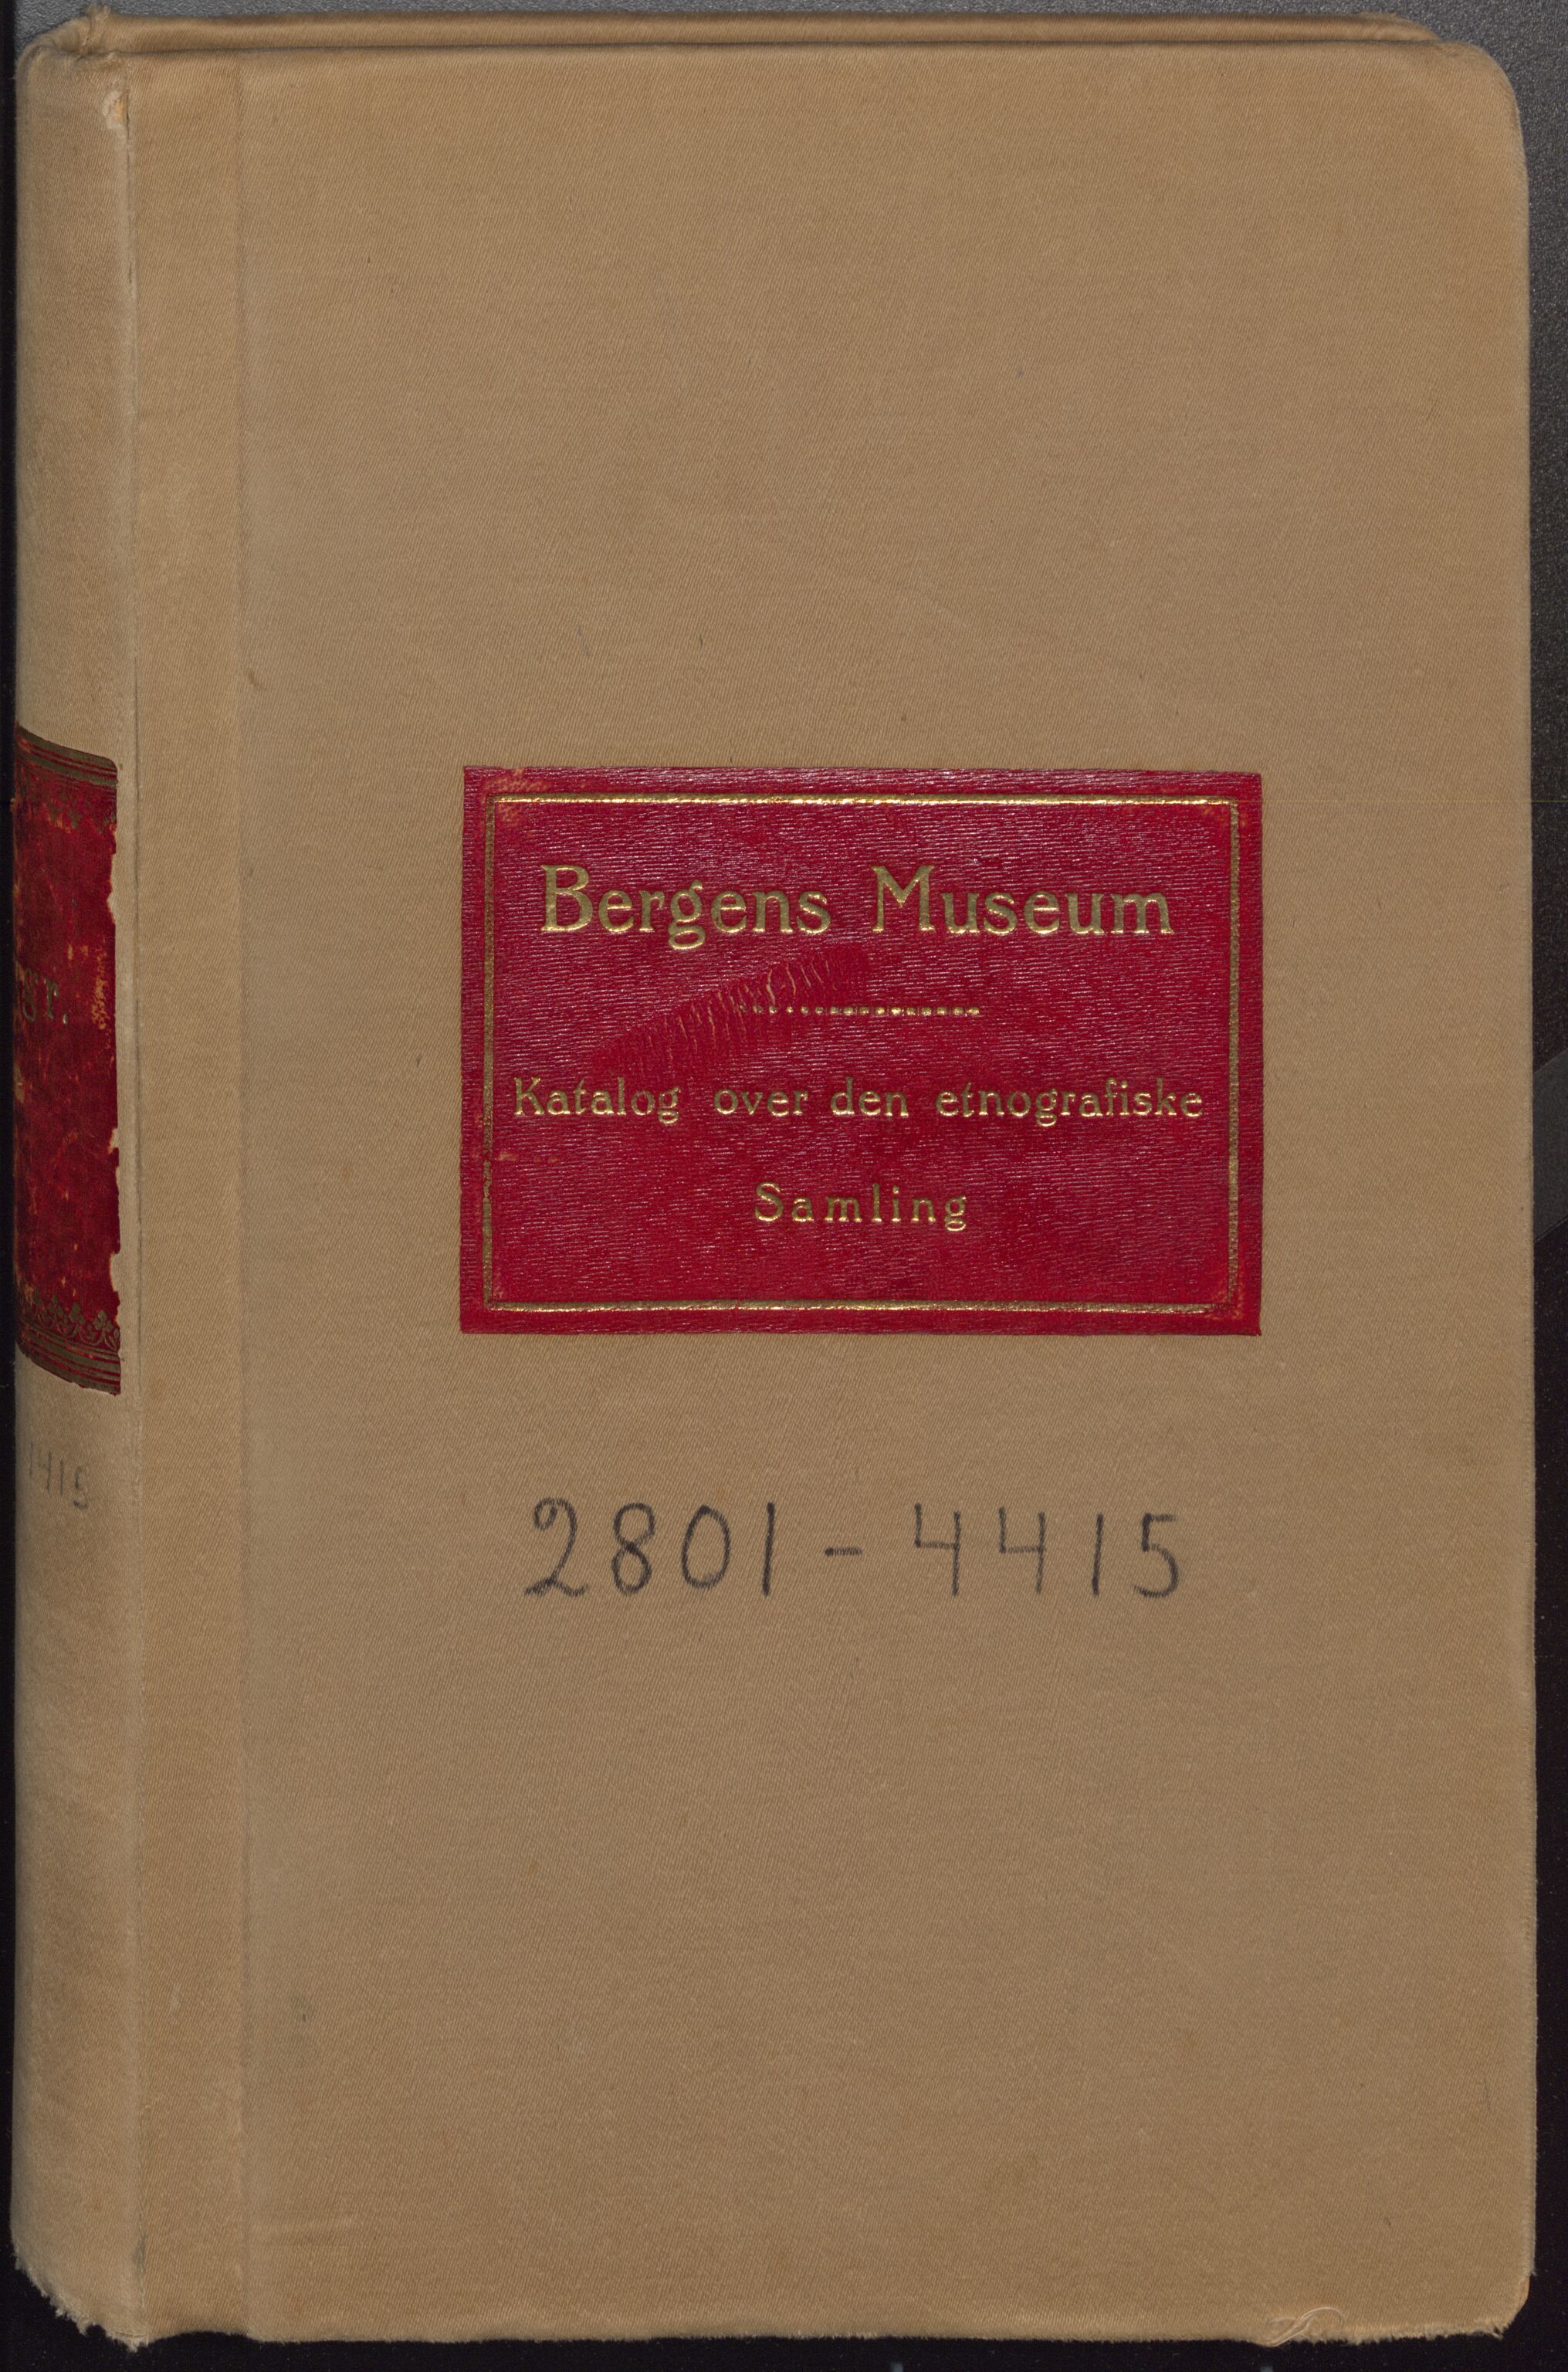 Bergens Museum
Katalog over den etnografiske
Samling
2801-4415